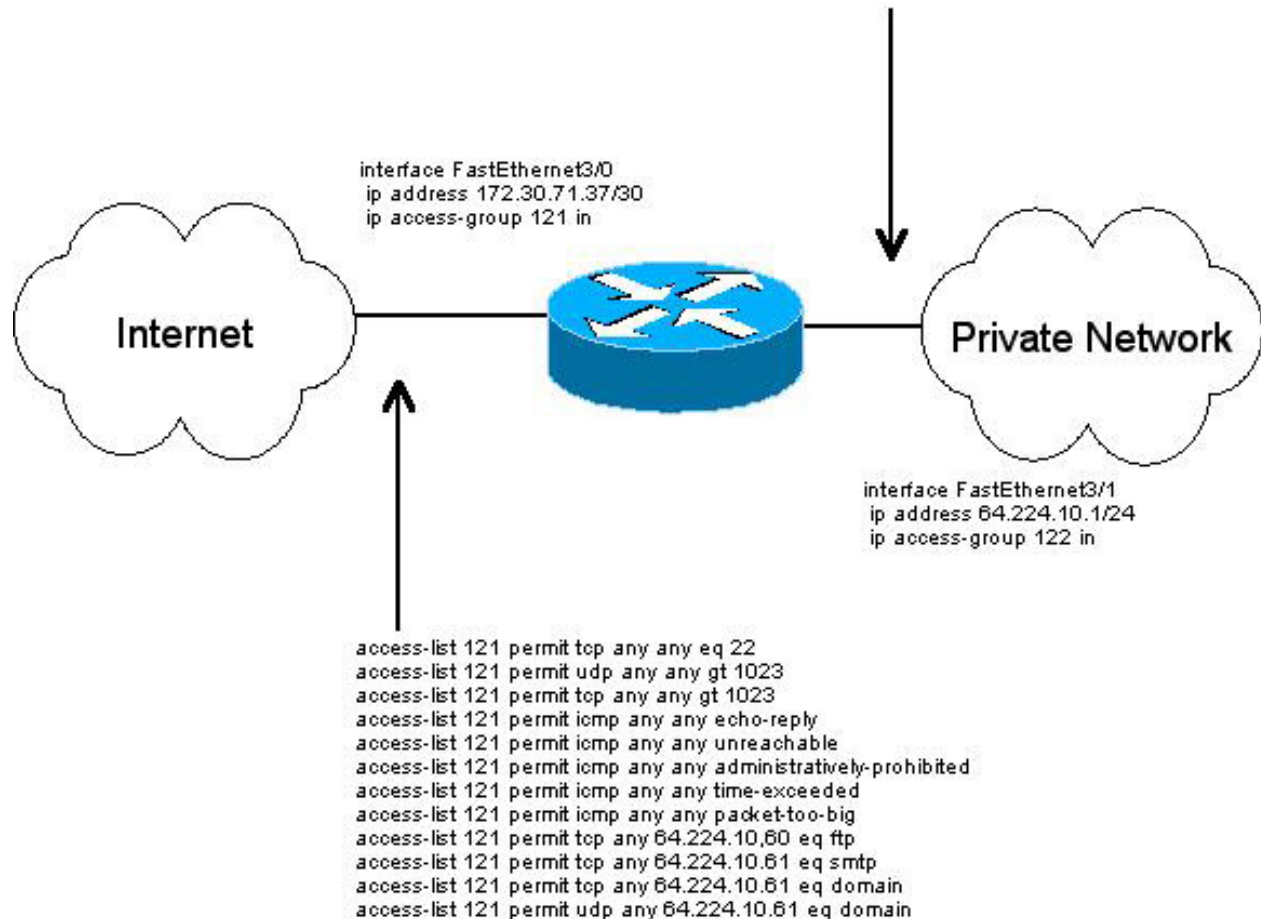 interface FastEthernet3/0
ip address 172.30.71.37/30
ip access-group 121 in
Internet
Private Network
interface FastEthernet3/1
ip address 64.224.10.1/24
ip access-group 122 in
access-list 121 permit tcp any any eq 22
access-list 121 permit udp any any gt 1023
access-list 121 permit tcp any any gt 1023
access-list 121 permit icmp any any echo-reply
access-list 121 permit icmp any any unreachable
access-list 121 permit icmp any any administratively-prohibited
access-list 121 permit icmp any any time-exceeded
access-list 121 permit icmp any any packet-too-big
access-list 121 permit tcp any 64.224.10,60 eq ftp
access-list 121 permit tcp any 64.224.10.61 eq smtp
access-list 121 permit tcp any 64.224.10.61 eq domain
access-list 121 permit udp any 64.224.10.61 eq domain